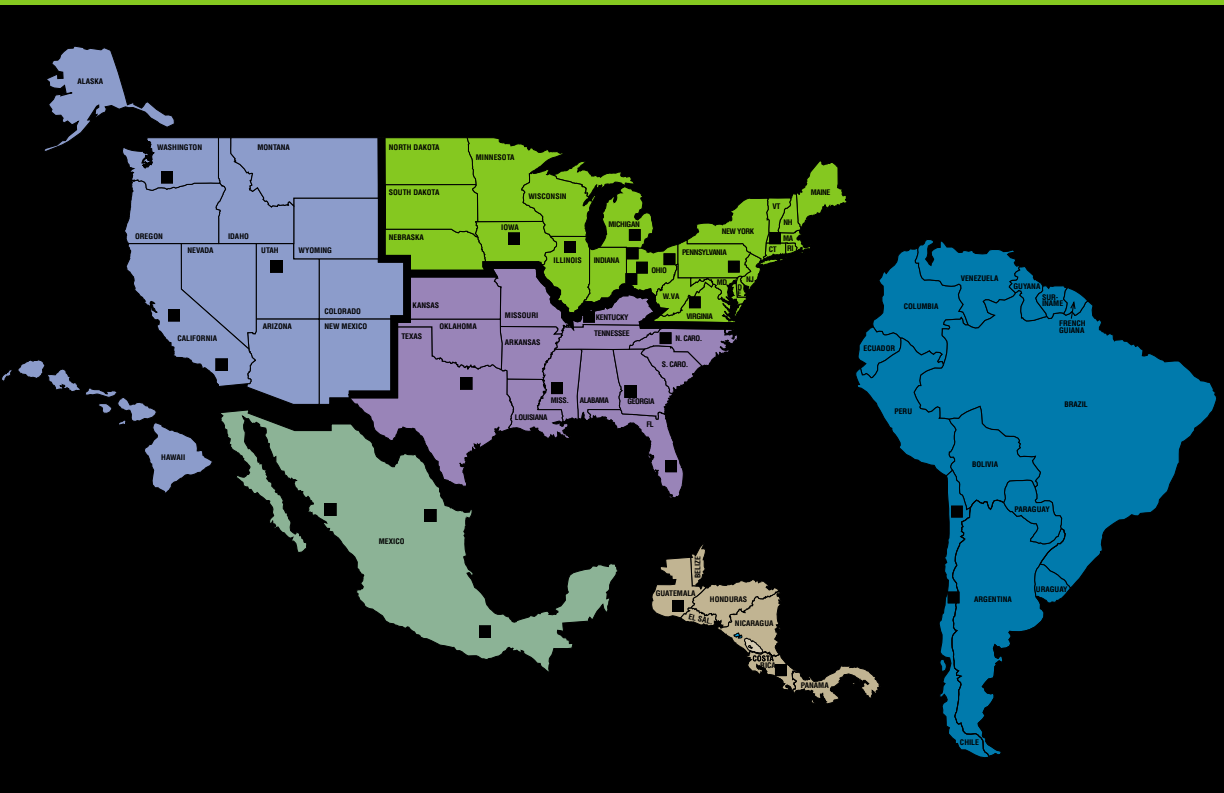 ALASKA
WASHINGTON
MONTANA
OREGON
IDAHO
NEVADA
UTAH
WYOMING
CALIFORNIA
ARIZONA
COLORADO
NEW MEXICO
HAWAII
NORTH DAKOTA
MINNESOTA
SOUTH DAKOTA
WISCONSIN
NEBRASKA
IOWA
MICHIGAN
ILLINOIS
INDIANA
OHIO
PENNSYLVANIA
NEW YORK
VT
NH
MAINE
MA
CT
RI
NJ
MD
W.VA
VIRGINIA
KANSAS
MISSOURI
KENTUCKY
TENNESSEE
N. CARO.
S. CARO.
TEXAS
OKLAHOMA
ARKANSAS
MISS.
ALABAMA
GEORGIA
LOUISIANA
FL
MEXICO
BELIZE
GUATEMALA
HONDURAS
EL SAL.
NICARAGUA
COSTA
RICA
PANAMA
VENEZUELA
GUYANA
SUR-
INAME
FRENCH
GUIANA
COLUMBIA
ECUADOR
PERU
BRAZIL
BOLIVIA
PARAGUAY
URAGUAY
ARGENTINA
CHILE